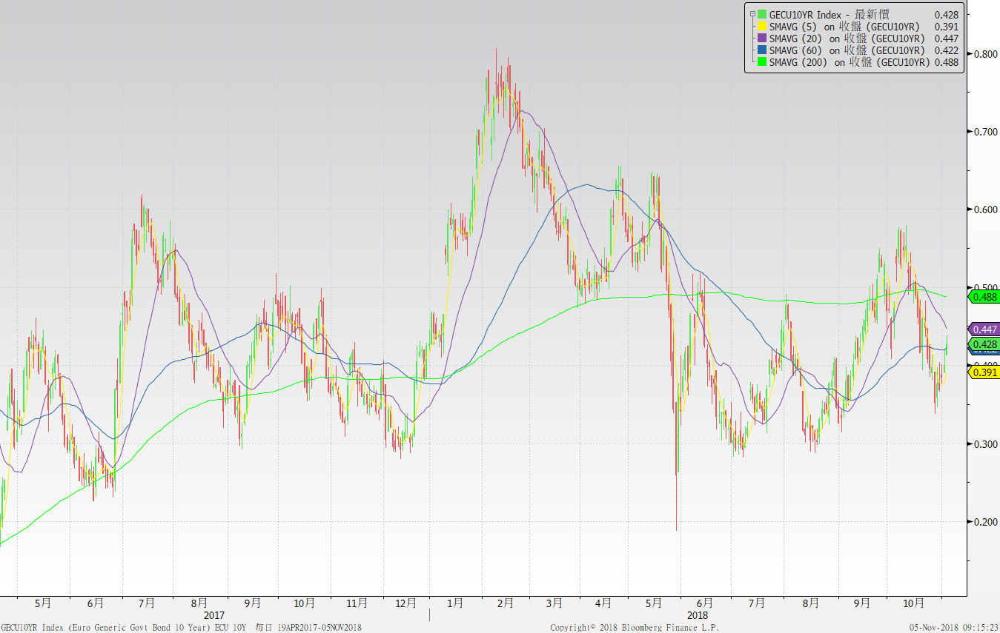 GECU10YR Index - 最新價 0.428
SMAVG (5) on 收盤 (GECU10YR) 0.391
SMAVG (20) on 收盤 (GECU10YR) 0.447
SMAVG (60) on 收盤 (GECU10YR) 0.422
SMAVG (200) on 收盤 (GECU10YR) 0.488
0.800
0.700
0.600
0.500
0.488
0.447
0.428
0.400
0.391
0.300
0.200
5月 6月 7月 8月 9月 10月 11月 12月 1月 2月 3月 4月 5月 6月 7月 8月 9月 10月
2017 2018
GECU10YR Index (Euro Generic Govt Bond 10 Year) ECU 10Y 每日 19APR2017-05NOV2018 Copyright© 2018 Bloomberg Finance L.P. 05-Nov-2018 09:15:23